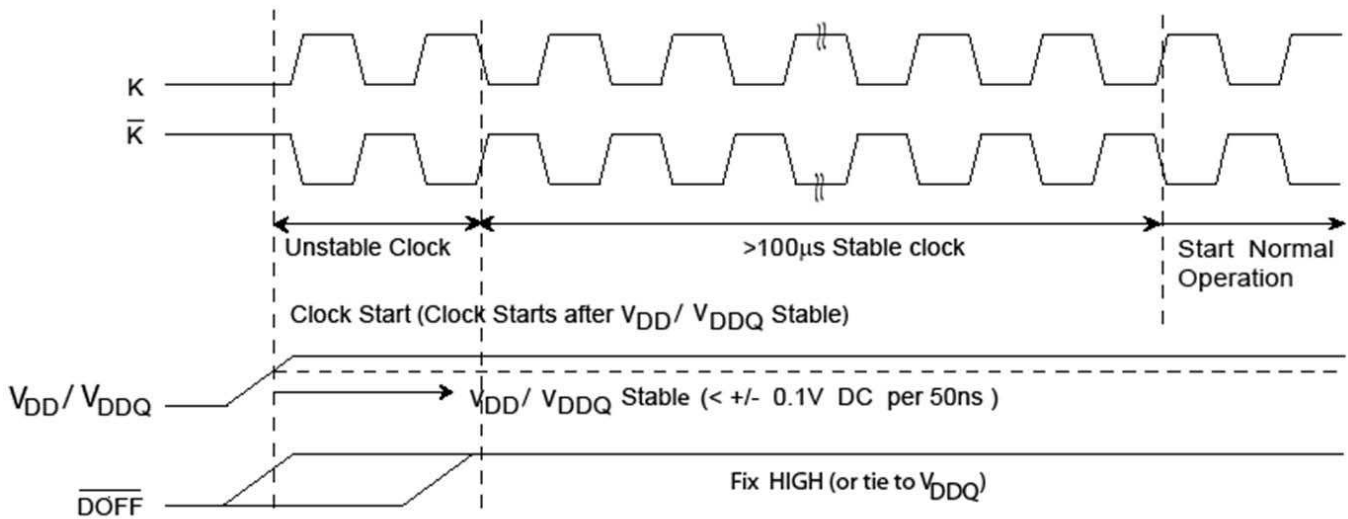 K
K̅
Unstable Clock
>100μs Stable clock
Start Normal
Operation
Clock Start (Clock Starts after VDD/ VDDQ Stable)
VDD/ VDDQ
VDD/ VDDQ Stable (< +/- 0.1V DC per 50ns )
D̅O̅F̅F̅
Fix HIGH (or tie to VDDQ)